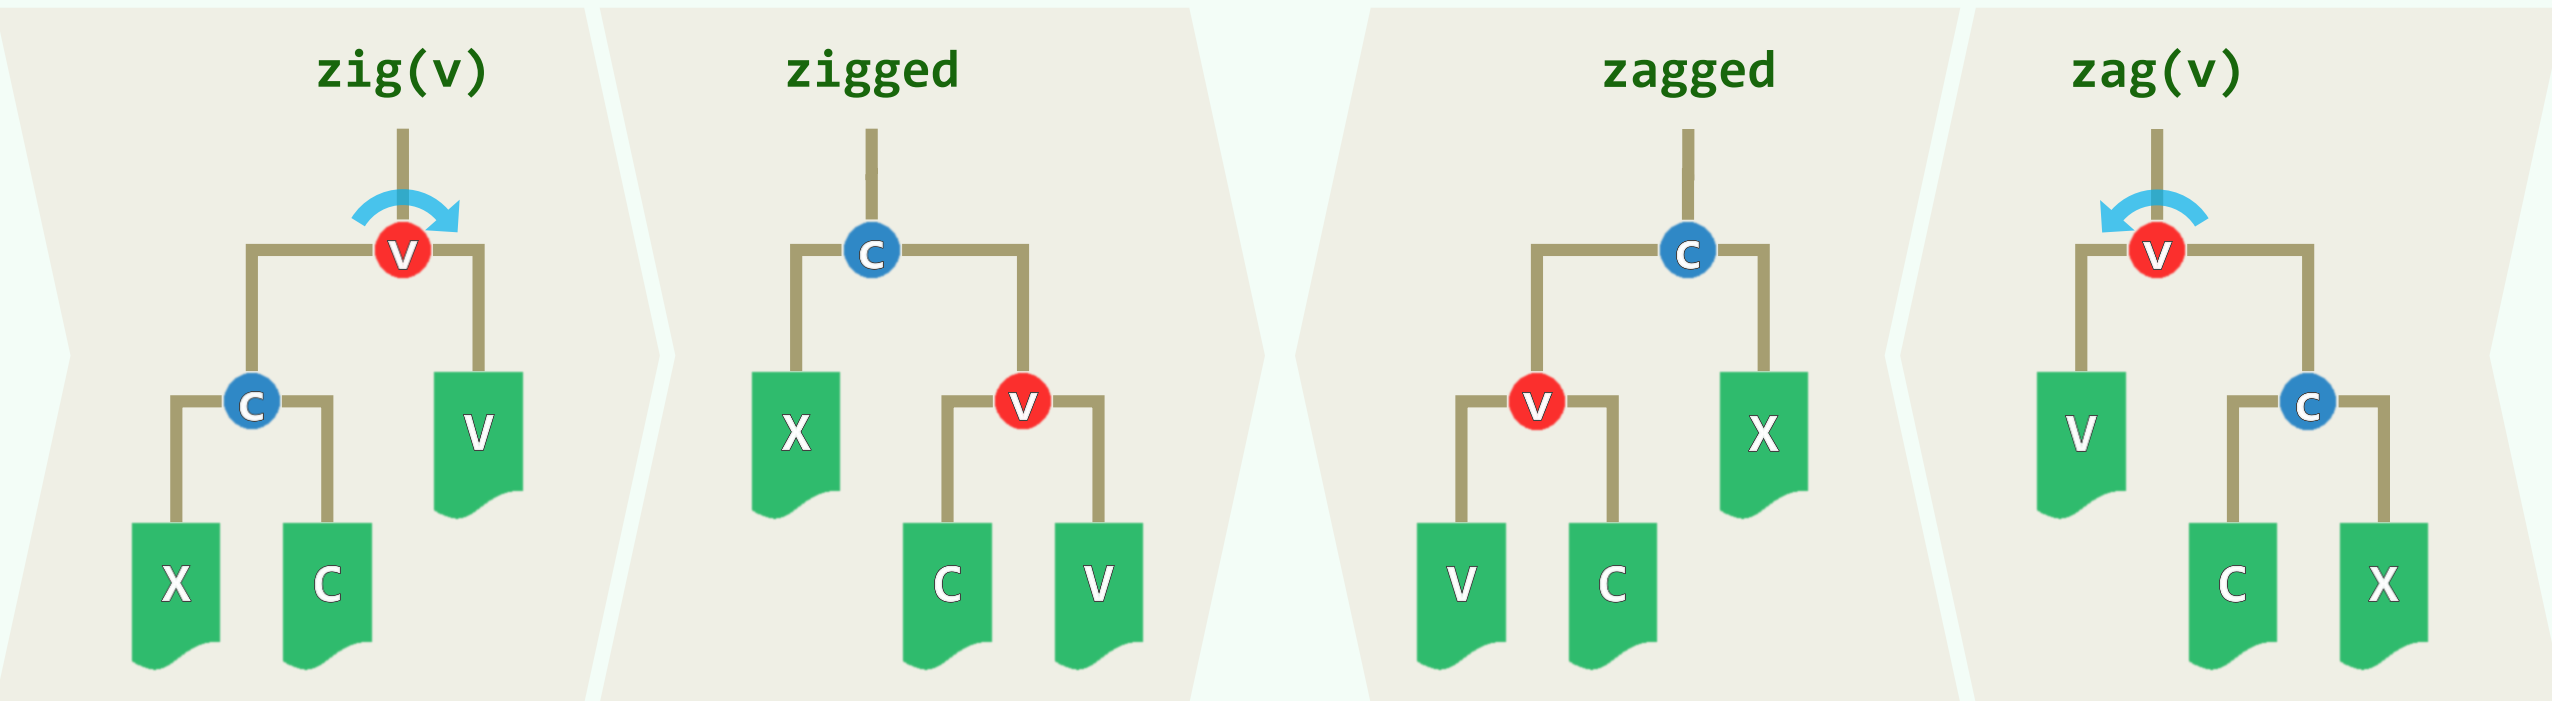 zig(v) zigged zagged zag(v)
v c c v
c V X v v X V c
X C C V V C C X